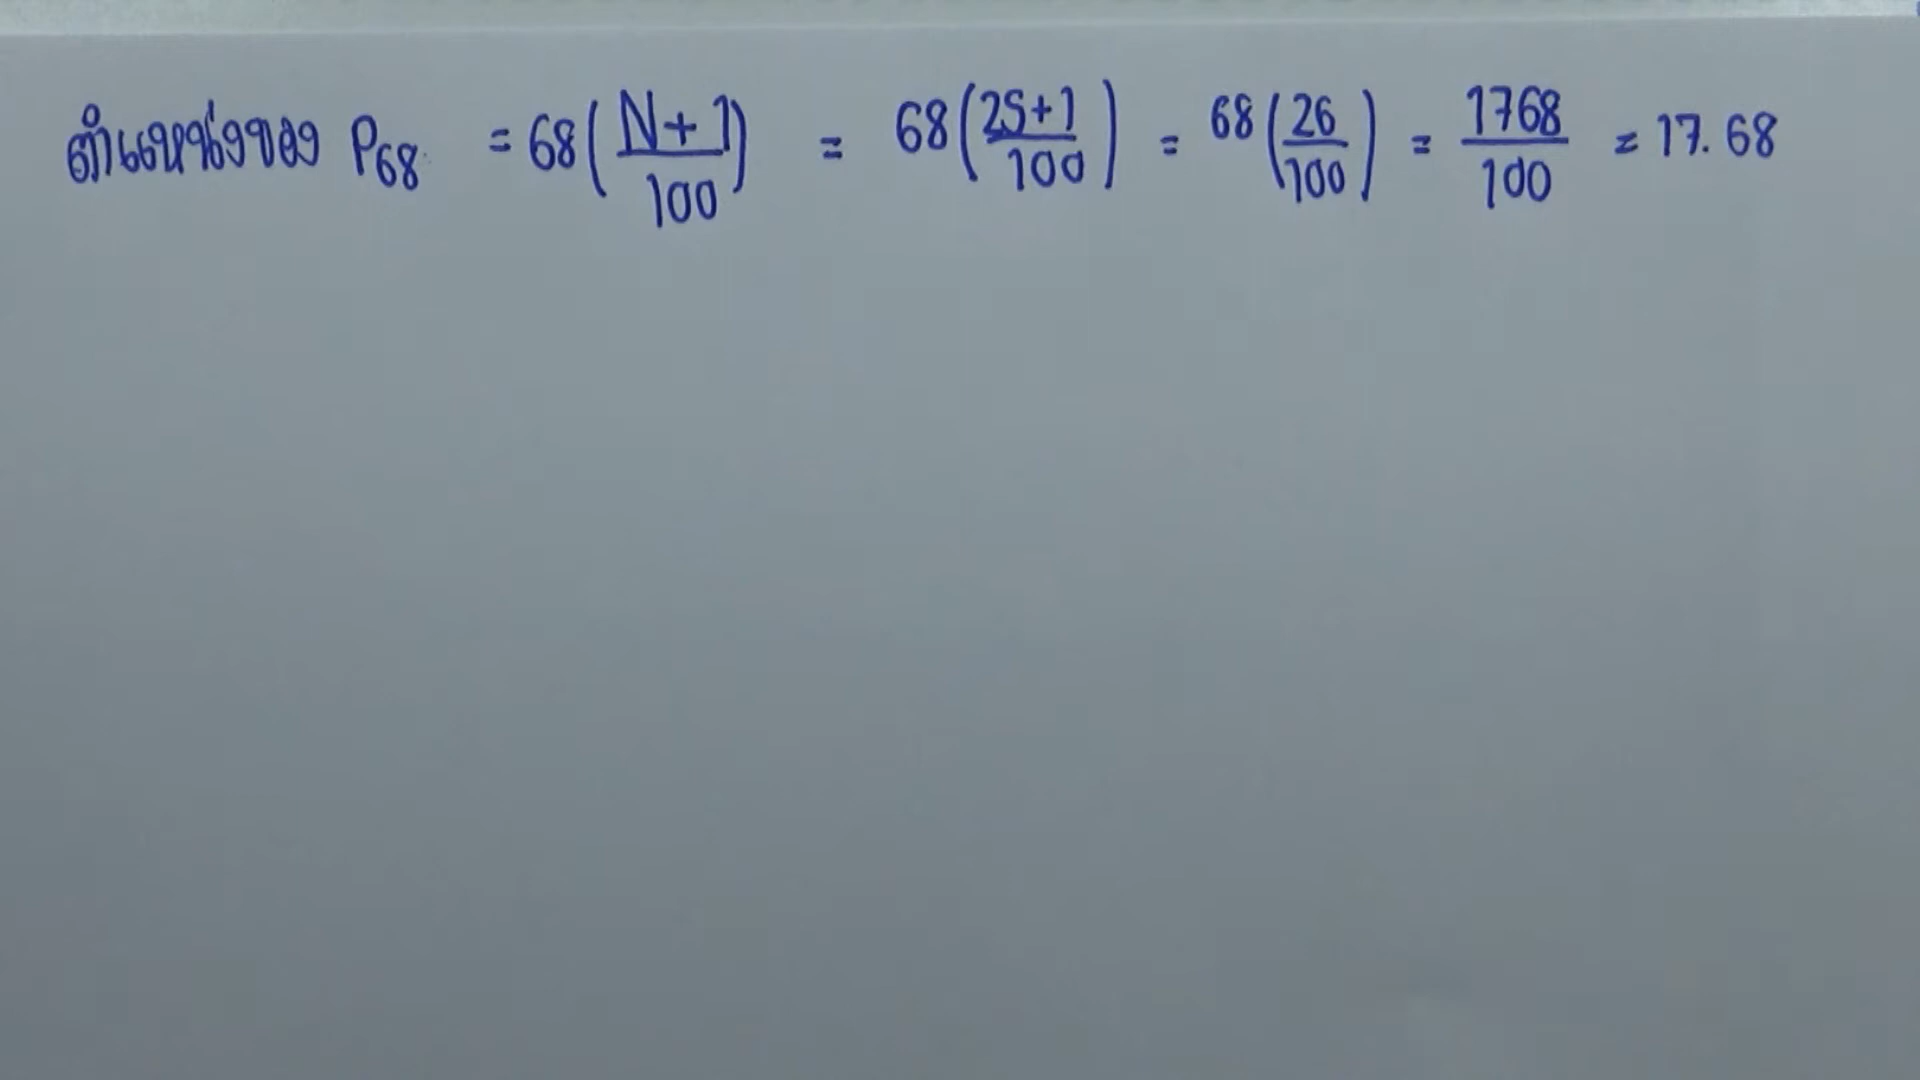 ตำแหน่งของ P₆₈ = 68(N+1/100) = 68(25+1/100) = 68(26/100) = 1768/100 = 17.68